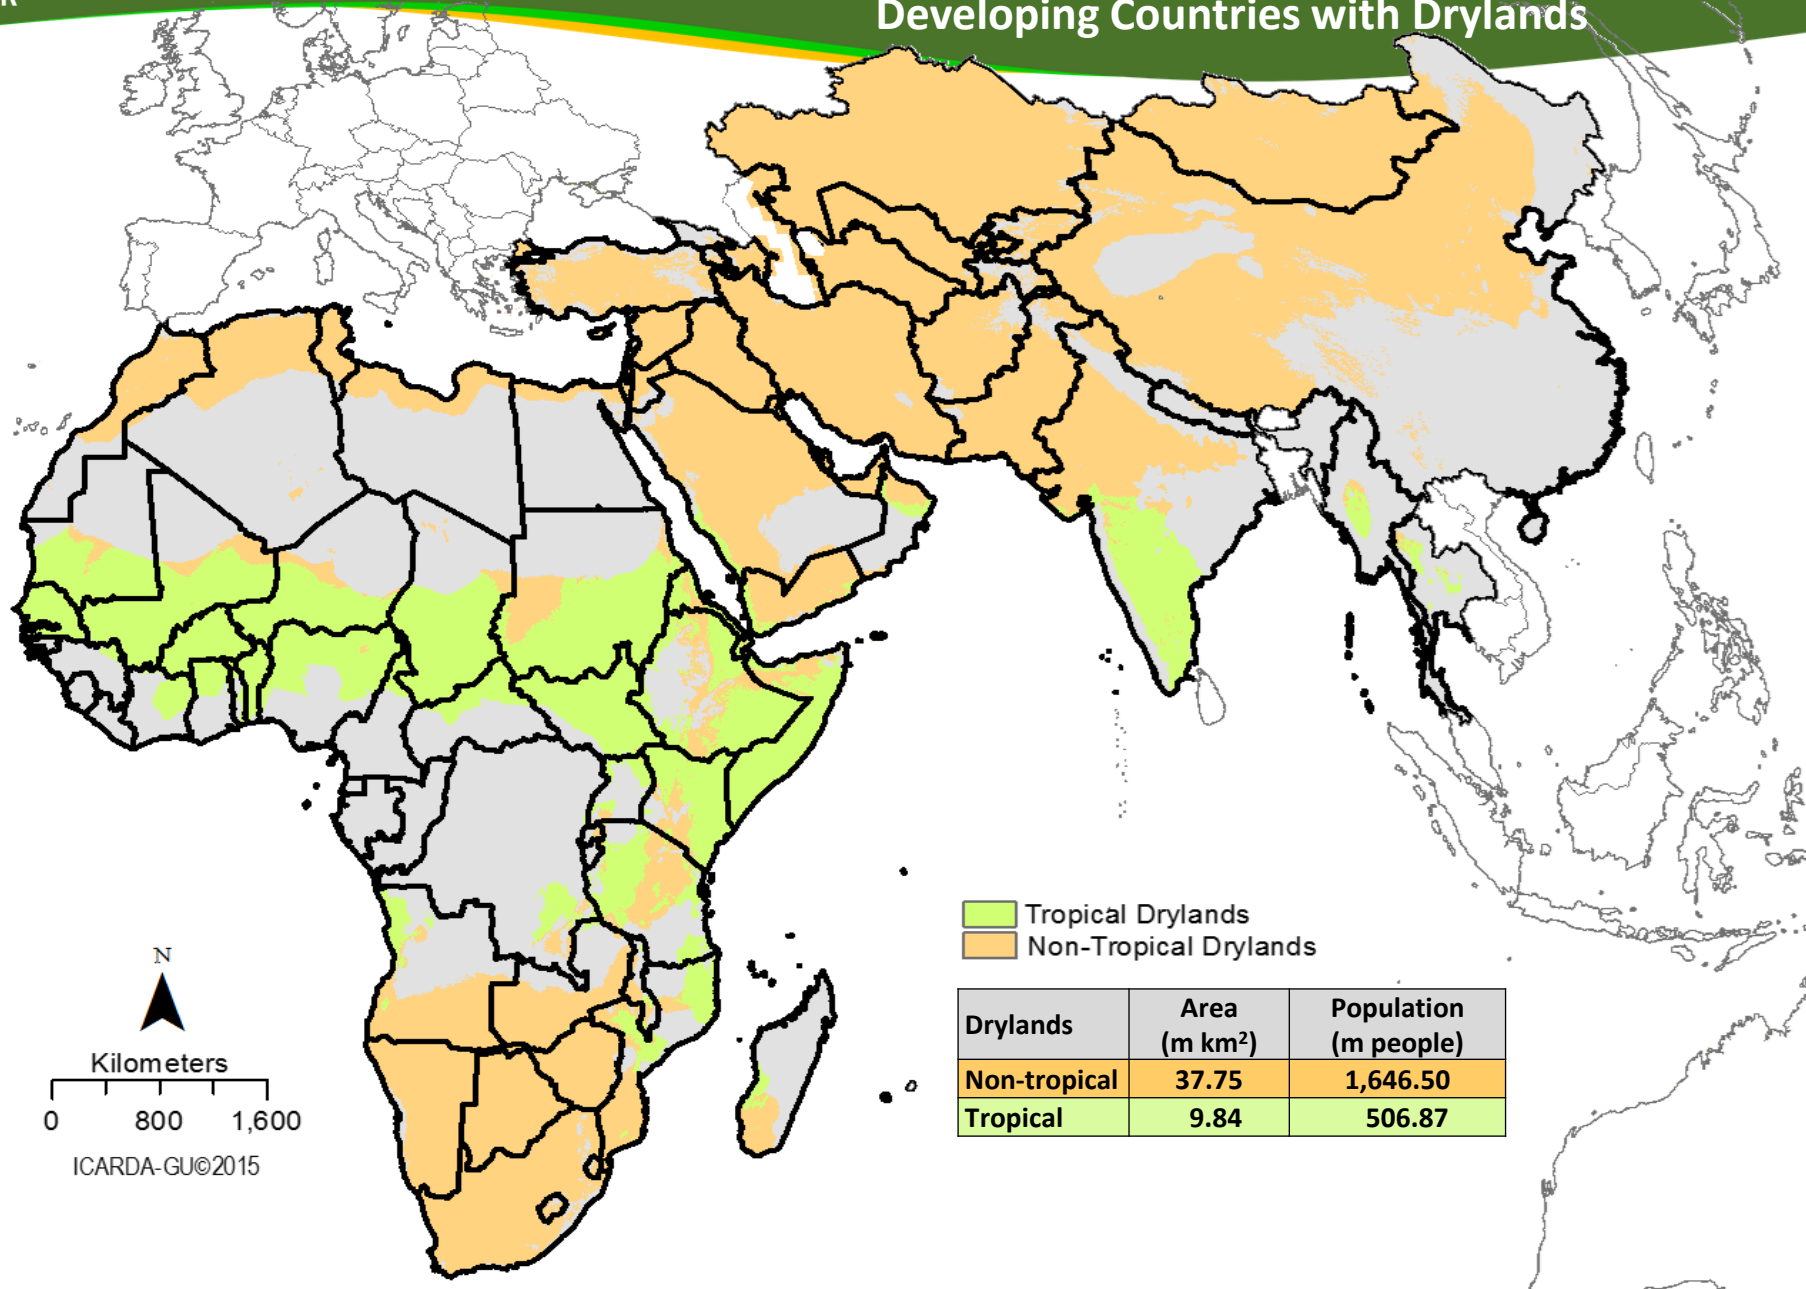 R
Developing Countries with Drylands
Tropical Drylands
Non-Tropical Drylands
N
Kilometers
0 800 1,600
ICARDA-GU©2015
Drylands Area (m km²) Population (m people)
Non-tropical 37.75 1,646.50
Tropical 9.84 506.87